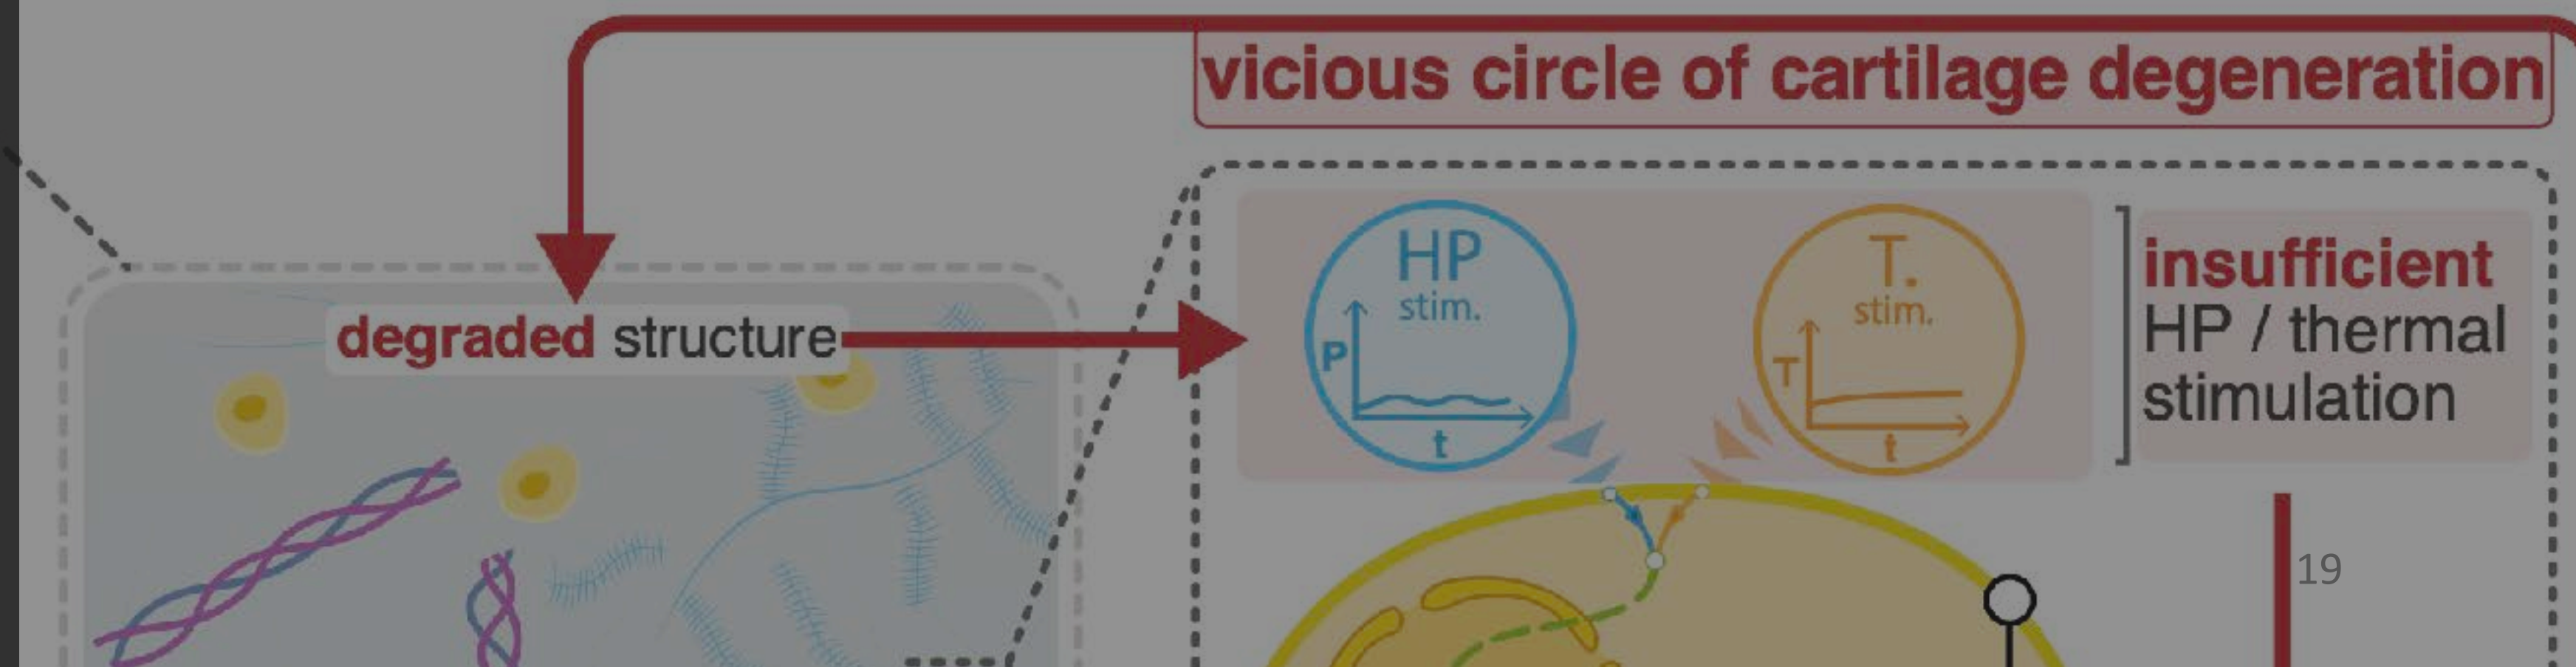 vicious circle of cartilage degeneration
degraded structure
HP
stim.
P
t
T.
stim.
T
t
insufficient
HP / thermal
stimulation
19